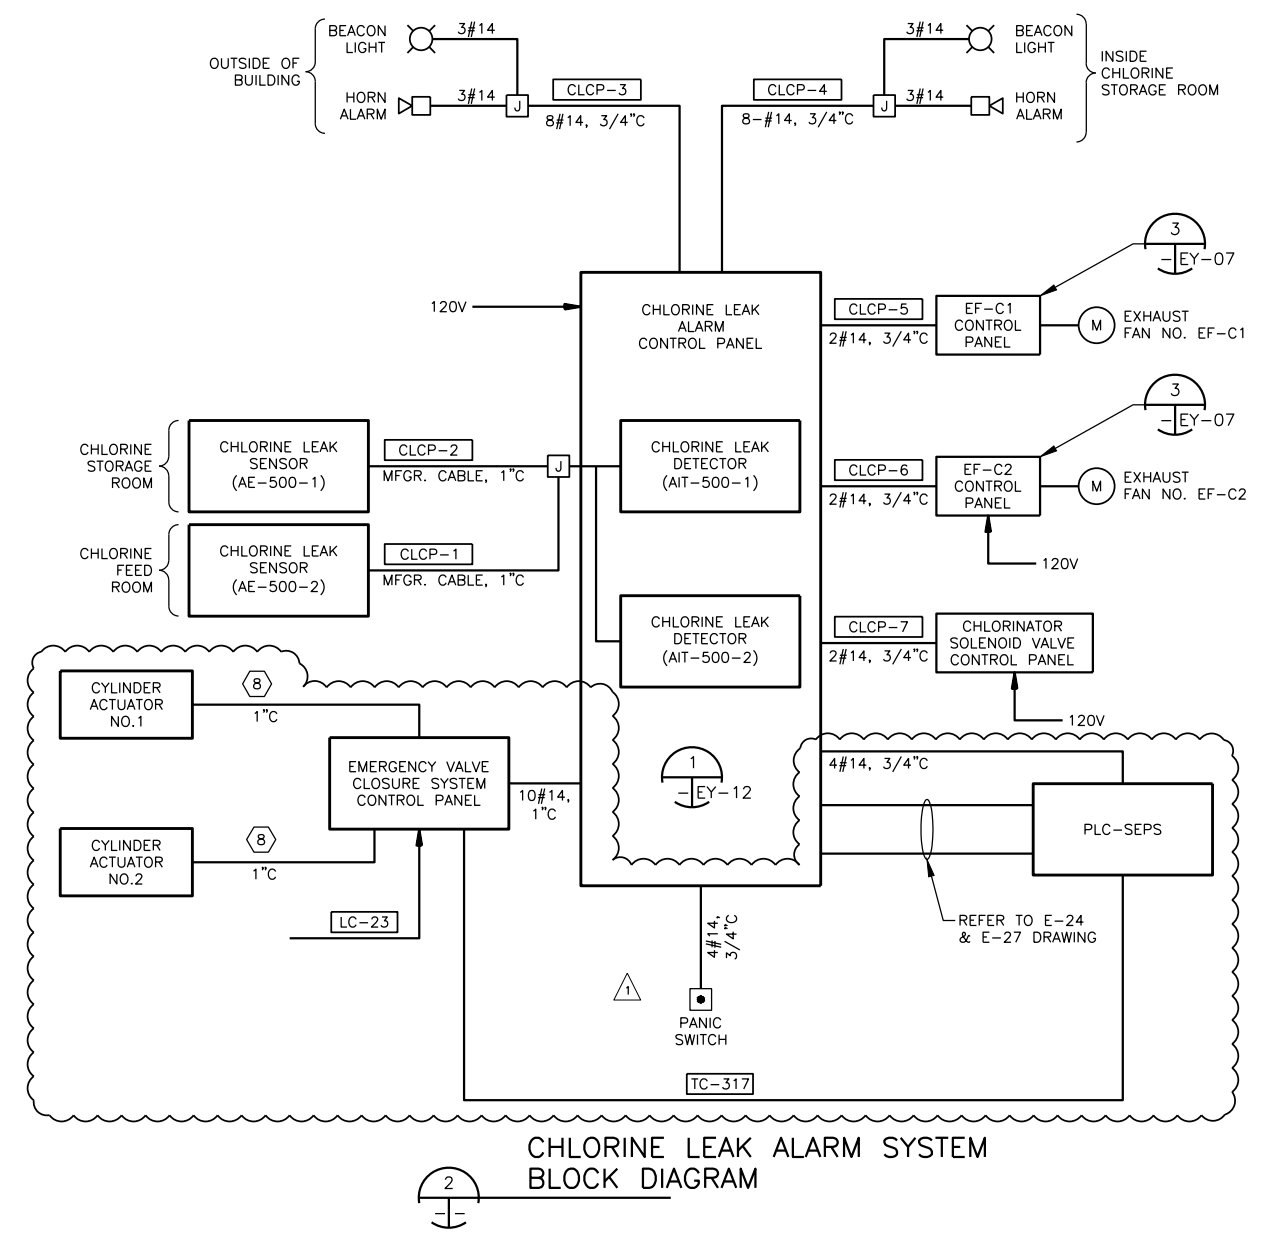 BEACON
LIGHT
3#14
OUTSIDE OF
BUILDING
HORN
ALARM
3#14
J
CLCP-3
8#14, 3/4"C
CLCP-4
8-#14, 3/4"C
J
3#14
3#14
BEACON
LIGHT
HORN
ALARM
INSIDE
CHLORINE
STORAGE ROOM
120V
CHLORINE LEAK
ALARM
CONTROL PANEL
CLCP-5
2#14, 3/4"C
EF-C1
CONTROL
PANEL
3
- EY-07
M
EXHAUST
FAN NO. EF-C1
CHLORINE
STORAGE
ROOM
CHLORINE LEAK
SENSOR
(AE-500-1)
CLCP-2
MFGR. CABLE, 1"C
J
CHLORINE LEAK
DETECTOR
(AIT-500-1)
CLCP-6
2#14, 3/4"C
EF-C2
CONTROL
PANEL
3
- EY-07
M
EXHAUST
FAN NO. EF-C2
120V
CHLORINE
FEED
ROOM
CHLORINE LEAK
SENSOR
(AE-500-2)
CLCP-1
MFGR. CABLE, 1"C
CHLORINE LEAK
DETECTOR
(AIT-500-2)
CLCP-7
2#14, 3/4"C
CHLORINATOR
SOLENOID VALVE
CONTROL PANEL
120V
CYLINDER
ACTUATOR
NO.1
8
1"C
EMERGENCY VALVE
CLOSURE SYSTEM
CONTROL PANEL
10#14,
1"C
1
- EY-12
4#14, 3/4"C
PLC-SEPS
CYLINDER
ACTUATOR
NO.2
8
1"C
LC-23
REFER TO E-24
& E-27 DRAWING
4#14,
3/4"C
1
PANIC
SWITCH
TC-317
CHLORINE LEAK ALARM SYSTEM
BLOCK DIAGRAM
2
- -